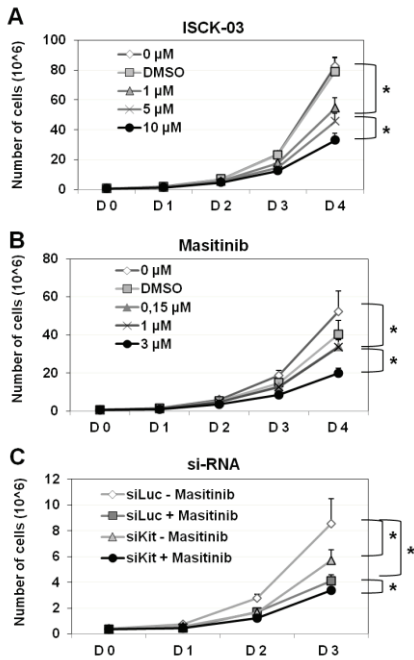 A
ISCK-03
Number of cells (10^6)
100
80
60
40
20
0
0 µM
DMSO
1 µM
5 µM
10 µM
*
*
D 0 D 1 D 2 D 3 D 4
B
Masitinib
Number of cells (10^6)
80
60
40
20
0
0 µM
DMSO
0,15 µM
1 µM
3 µM
*
*
D 0 D 1 D 2 D 3 D 4
C
si-RNA
Number of cells (10^6)
12
10
8
6
4
2
0
siLuc - Masitinib
siLuc + Masitinib
siKit - Masitinib
siKit + Masitinib
*
*
*
D 0 D 1 D 2 D 3